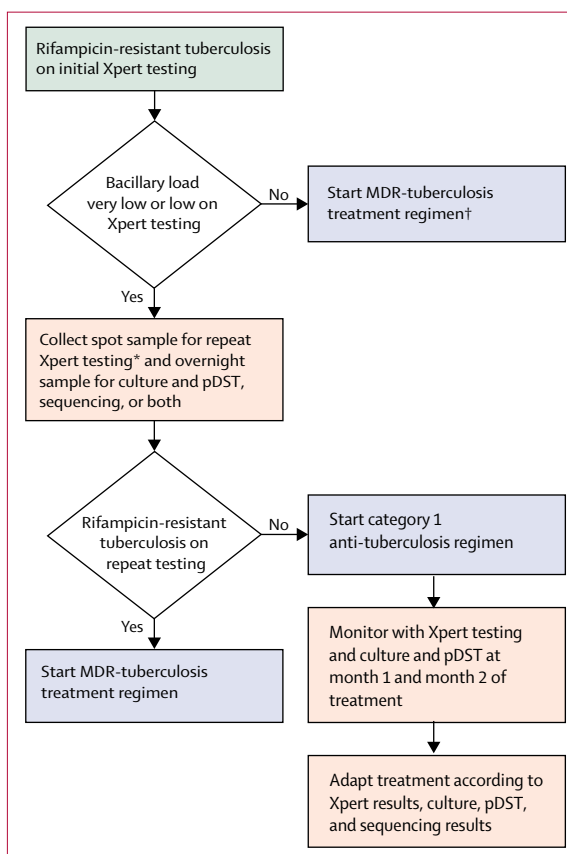 Rifampicin-resistant tuberculosis
on initial Xpert testing
Bacillary load
very low or low on
Xpert testing
No
Start MDR-tuberculosis
treatment regimen†
Yes
Collect spot sample for repeat
Xpert testing* and overnight
sample for culture and pDST,
sequencing, or both
Rifampicin-resistant
tuberculosis on
repeat testing
No
Start category 1
anti-tuberculosis regimen
Yes
Start MDR-tuberculosis
treatment regimen
Monitor with Xpert testing
and culture and pDST at
month 1 and month 2 of
treatment
Adapt treatment according to
Xpert results, culture, pDST,
and sequencing results